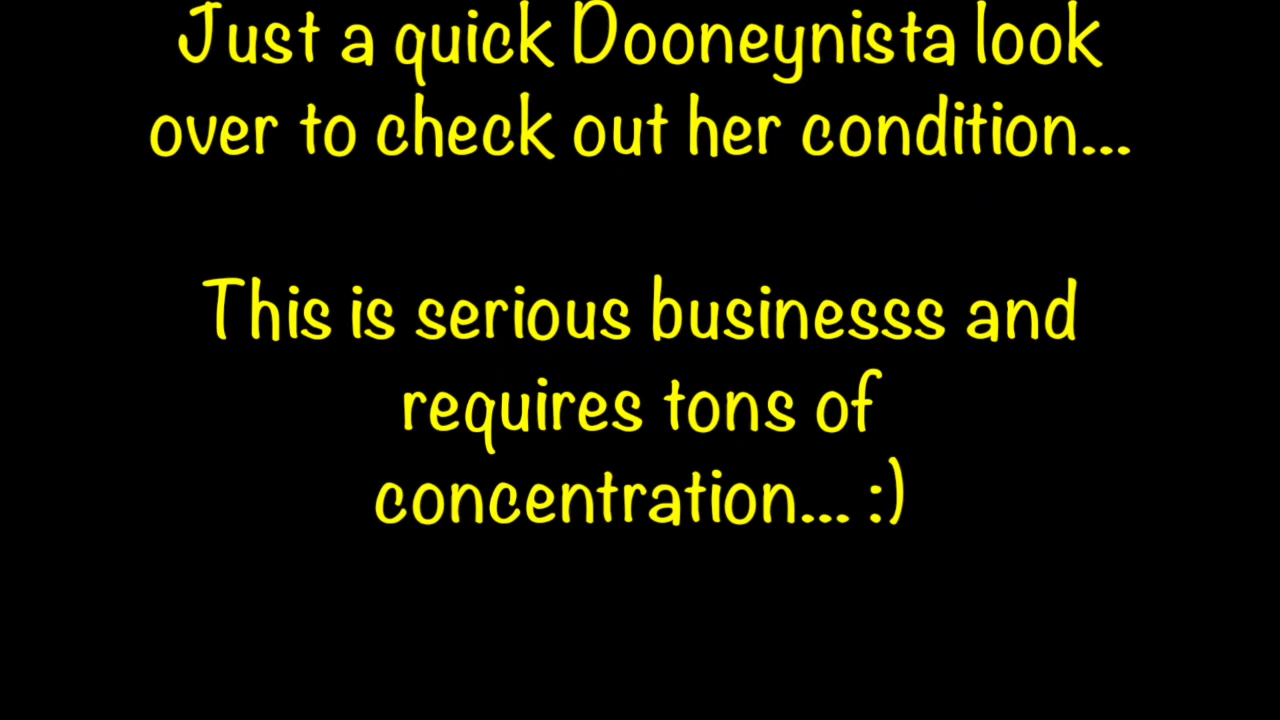 Just a quick Dooneynista look
over to check out her condition...
This is serious businesss and
requires tons of
concentration... :)